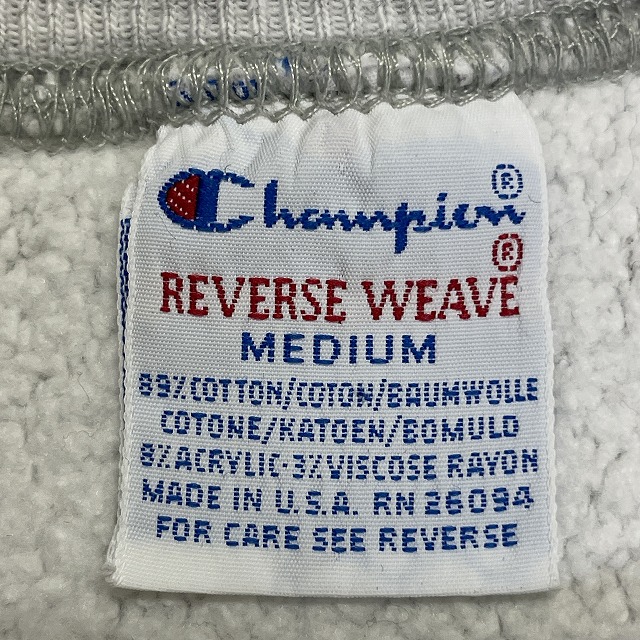 Champion®
REVERSE WEAVE®
MEDIUM
89% COTTON/COTON/BAUMWOLLE
COTONE/KATOEN/BOMULD
8% ACRYLIC-3% VISCOSE RAYON
MADE IN U.S.A. RN 26094
FOR CARE SEE REVERSE